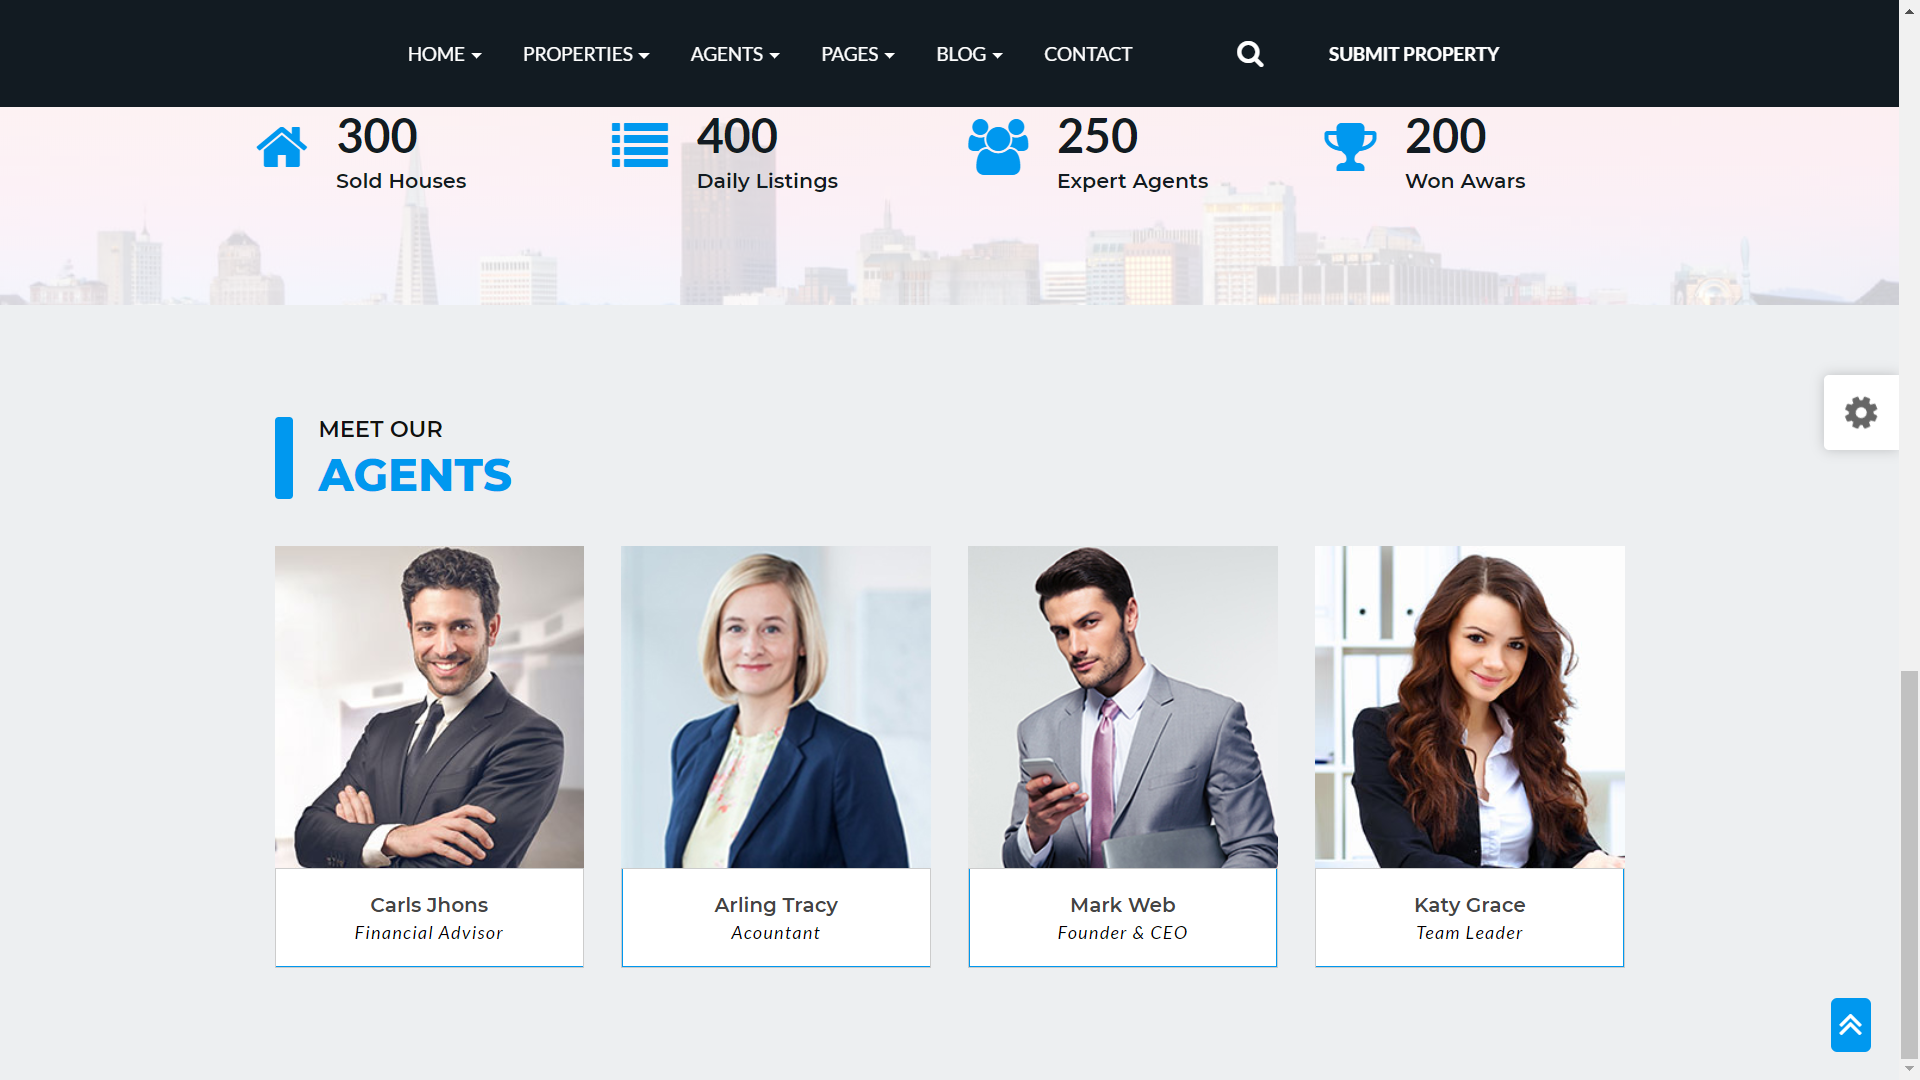 HOME PROPERTIES AGENTS PAGES BLOG CONTACT SUBMIT PROPERTY
300 400 250 200
Sold Houses Daily Listings Expert Agents Won Awars
MEET OUR
AGENTS
Carls Jhons Arling Tracy Mark Web Katy Grace
Financial Advisor Acountant Founder & CEO Team Leader